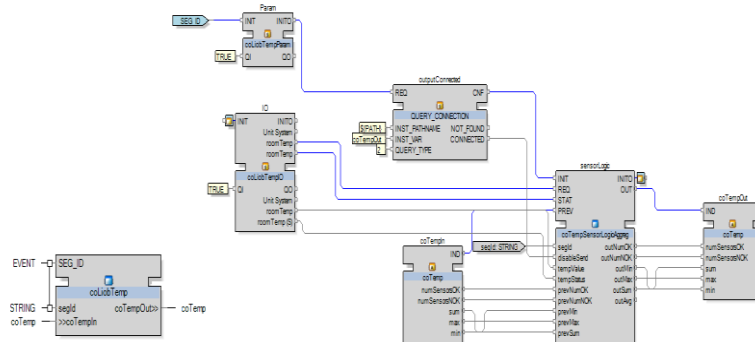 Param
SEG_ID
INIT INITO
coLiobTempParam
TRUE QI QO
outputConnected
REQ CNF
QUERY_CONNECTION
$(PATH) INST_PATHNAME NOT_FOUND
coTempOut INST_VAR CONNECTED
2 QUERY_TYPE
IO
INIT INITO
Unit System
roomTemp
roomTemp
coLiobTempIO
TRUE QI QO
Unit System
roomTemp
roomTemp (S)
sensorLogic
INIT INITO
REQ OUT
STAT
PREV
coTempSensorLogicAggreg
segId_STRING
segId outNumOK
disableSend outNumNOK
tempValue outMin
tempStatus outMax
prevNumOK outSum
prevNumNOK outAvg
prevMin
prevMax
prevSum
coTempOut
IND
coTemp
numSensorsOK
numSensorsNOK
sum
max
min
coTempIn
IND
coTemp
numSensorsOK
numSensorsNOK
sum
max
min
EVENT SEG_ID
coLiobTemp
STRING segId coTempOut>> coTemp
coTemp >>coTempIn